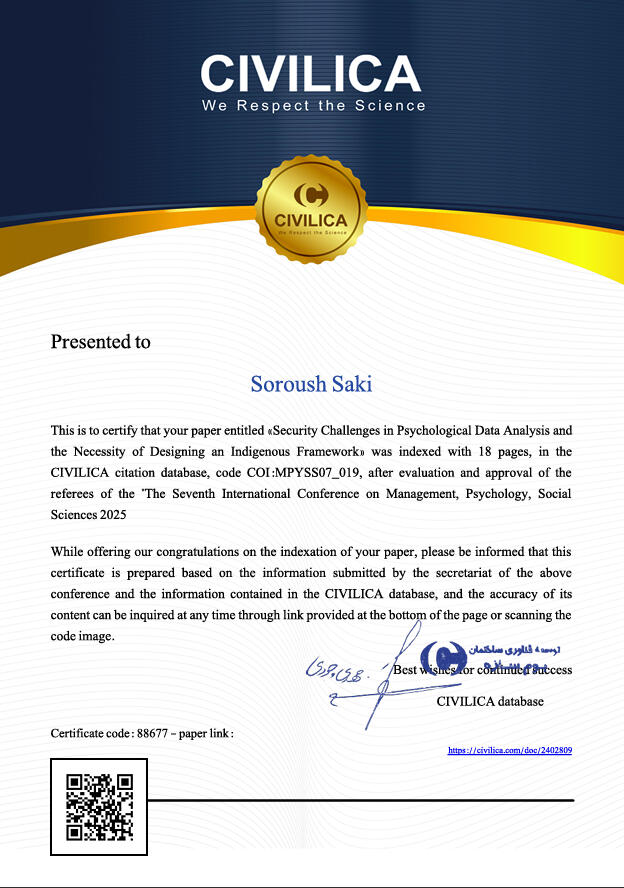 CIVILICA
We Respect the Science
CIVILICA
We Respect the Science
Presented to
Soroush Saki
This is to certify that your paper entitled «Security Challenges in Psychological Data Analysis and
the Necessity of Designing an Indigenous Framework» was indexed with 18 pages, in the
CIVILICA citation database, code COI:MPYSS07_019, after evaluation and approval of the
referees of the "The Seventh International Conference on Management, Psychology, Social
Sciences 2025
While offering our congratulations on the indexation of your paper, please be informed that this
certificate is prepared based on the information submitted by the secretariat of the above
conference and the information contained in the CIVILICA database, and the accuracy of its
content can be inquired at any time through link provided at the bottom of the page or scanning the
code image.
توسعه فناوری ساختمان
Best wishes for continued success
CIVILICA database
Certificate code: 88677 - paper link:
https://civilica.com/doc/2402809